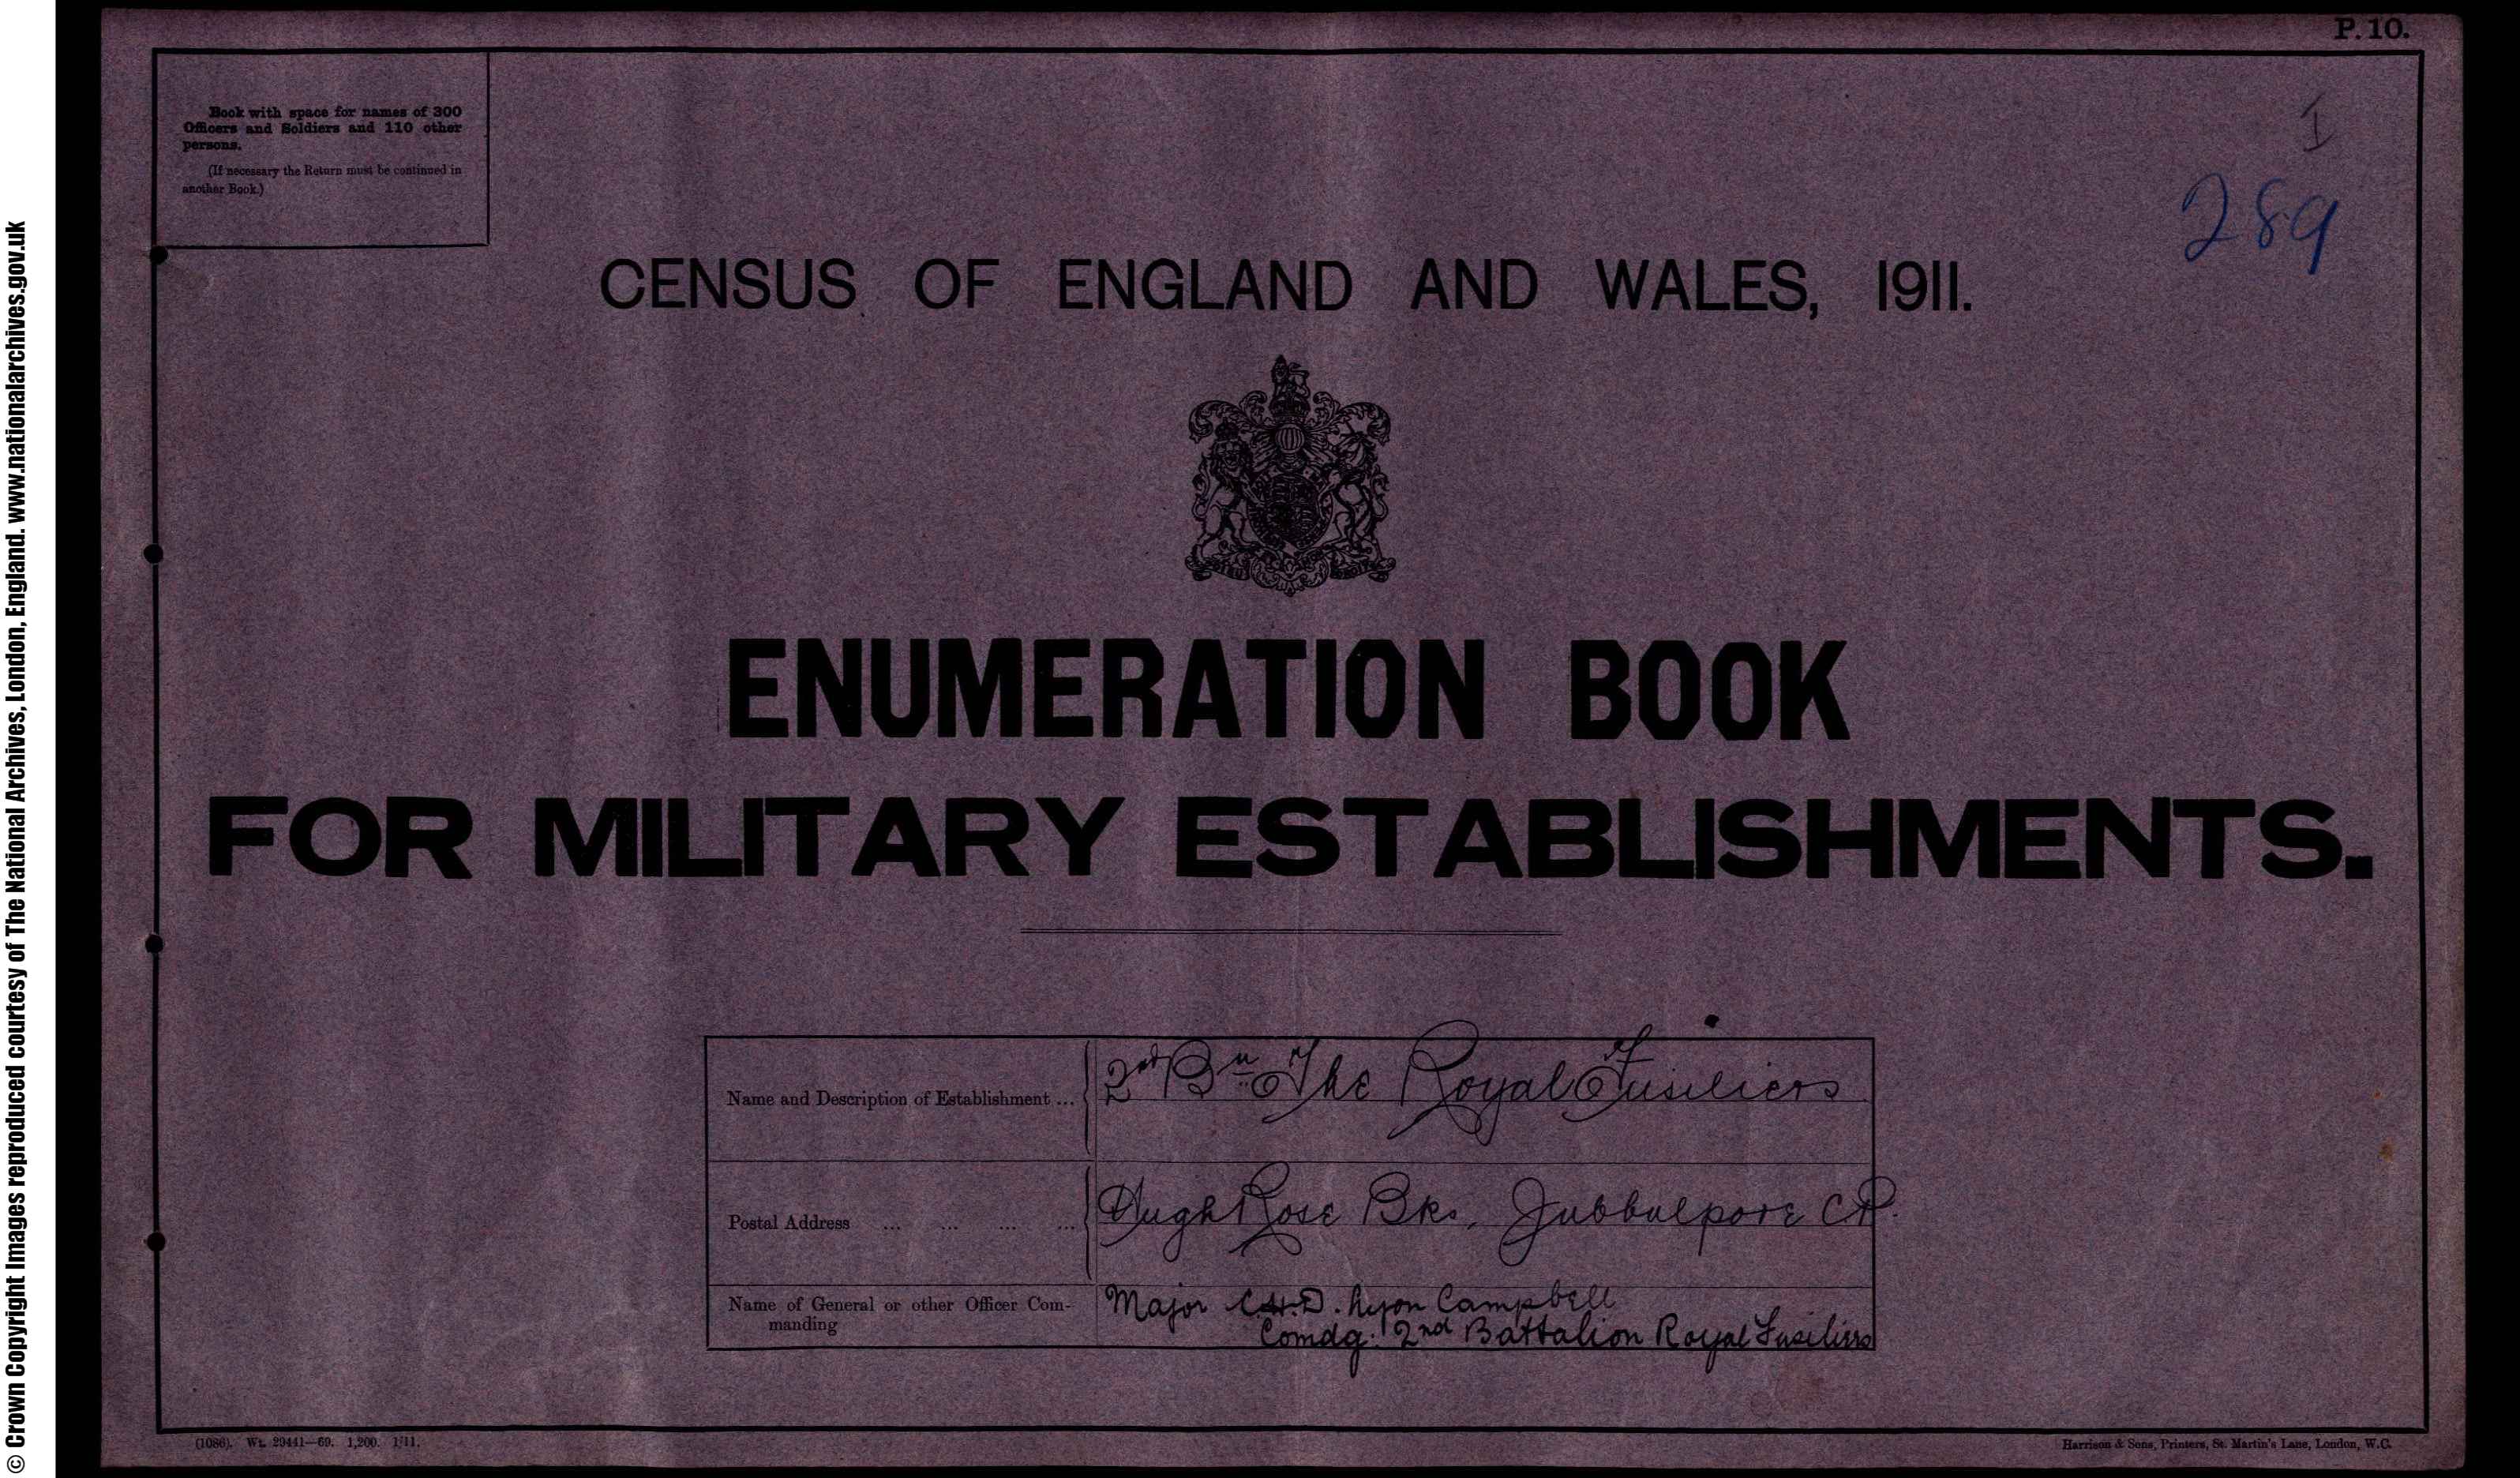 P. 10.
Book with space for names of 300
Officers and Soldiers and 110 other
persons.
(If necessary the Return must be continued in
another Book.)
1
289
CENSUS OF ENGLAND AND WALES, 1911.
ENUMERATION BOOK
FOR MILITARY ESTABLISHMENTS.
Name and Description of Establishment ... 2nd Bn The Royal Fusiliers
Postal Address ... ... ... ... Hugh Rose Bks, Jubbulpore C.P.
Name of General or other Officer Com- Major C.H.D. Lyon Campbell
manding Comdg: 2nd Battalion Royal Fusiliers
(1086). Wt. 29441—69. 1,200. 1/11.
Harrison & Sons, Printers, St. Martin's Lane, London, W.C.
© Crown Copyright Images reproduced courtesy of The National Archives, London, England. www.nationalarchives.gov.uk